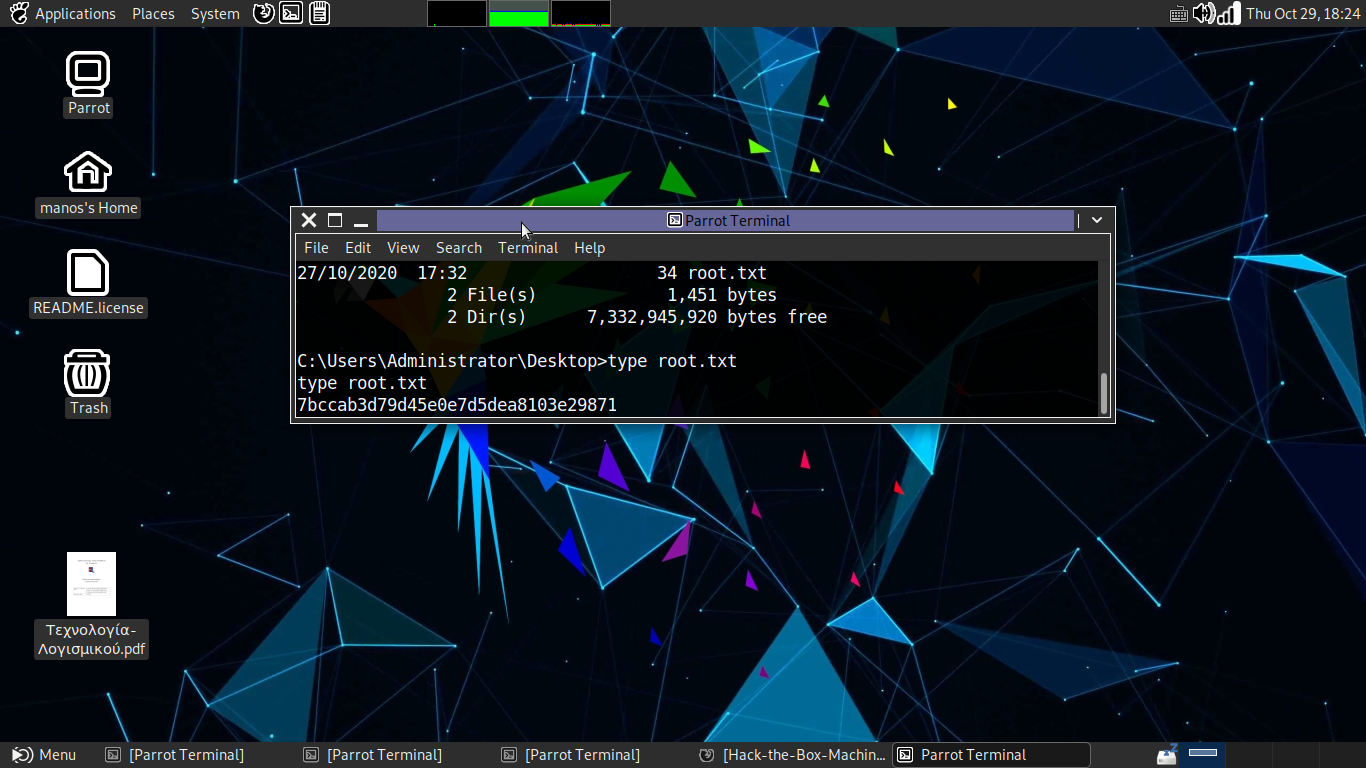 Applications Places System
Thu Oct 29, 18:24
Parrot
manos's Home
README.license
Trash
Τεχνολογία-
Λογισμικού.pdf
Parrot Terminal
File Edit View Search Terminal Help
27/10/2020  17:32                   34 root.txt
               2 File(s)             1,451 bytes
               2 Dir(s)      7,332,945,920 bytes free
C:\Users\Administrator\Desktop>type root.txt
type root.txt
7bccab3d79d45e0e7d5dea8103e29871
Menu [Parrot Terminal] [Parrot Terminal] [Parrot Terminal] [Hack-the-Box-Machin... Parrot Terminal